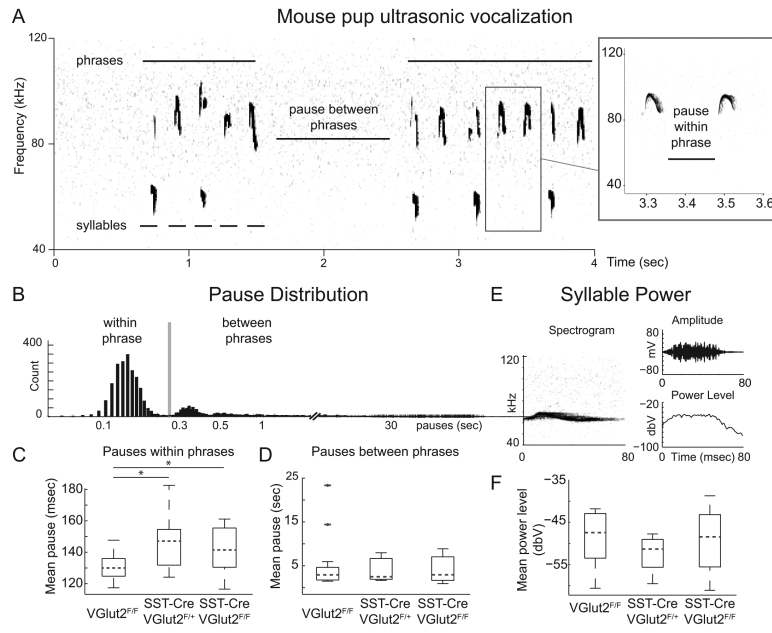 A Mouse pup ultrasonic vocalization
120
80
40
Frequency (kHz)
phrases
pause between
phrases
syllables
0 1 2 3 4 Time (sec)
120
80
40
pause
within
phrase
3.3 3.4 3.5 3.6
B Pause Distribution
within
phrase
between
phrases
400
200
0
Count
0.1 0.3 0.5 1 30 pauses (sec)
E Syllable Power
Spectrogram
120
kHz
40
0 80
Amplitude
80
mV
−80
0 80
Power Level
−20
dbV
−100
0 Time (msec) 80
C Pauses within phrases
*
*
180
160
140
120
Mean pause (msec)
VGlut2F/F SST-Cre SST-Cre
VGlut2F/+ VGlut2F/F
D Pauses between phrases
25
15
5
Mean pause (sec)
VGlut2F/F SST-Cre SST-Cre
VGlut2F/+ VGlut2F/F
F
−35
−45
−55
Mean power level
(dbV)
VGlut2F/F SST-Cre SST-Cre
VGlut2F/+ VGlut2F/F